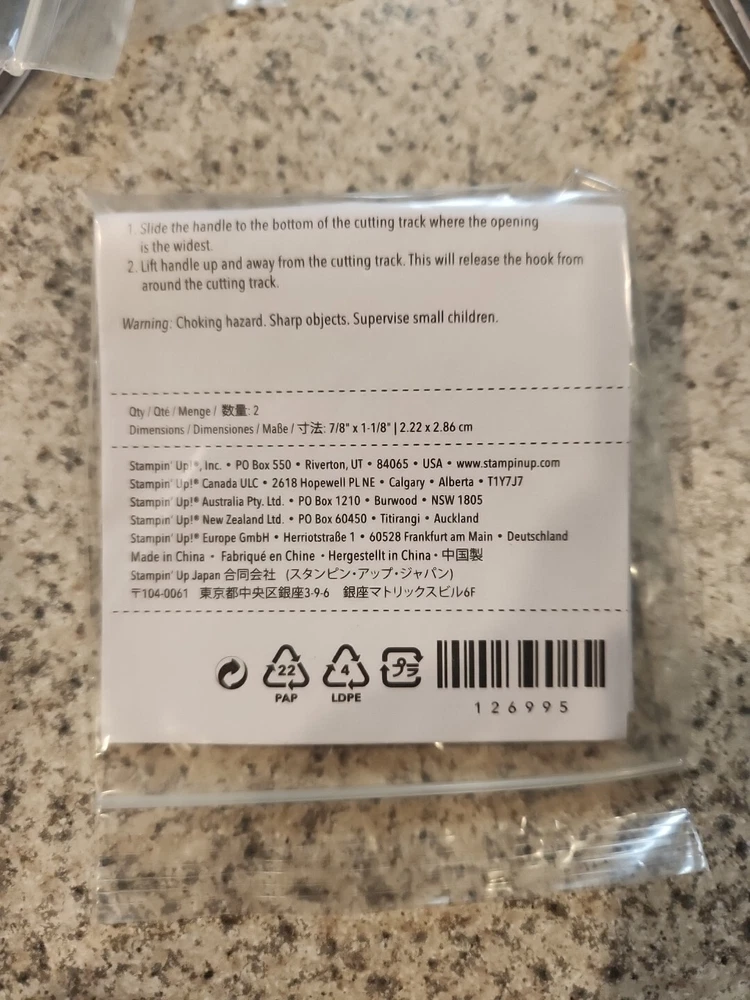 1. Slide the handle to the bottom of the cutting track where the opening
is the widest.
2. Lift handle up and away from the cutting track. This will release the hook from
around the cutting track.
Warning: Choking hazard. Sharp objects. Supervise small children.
Qty / Qté / Menge / 数量: 2
Dimensions / Dimensiones / Maße / 寸法: 7/8" x 1-1/8" | 2.22 x 2.86 cm
Stampin' Up!®, Inc. • PO Box 550 • Riverton, UT • 84065 • USA • www.stampinup.com
Stampin' Up!® Canada ULC • 2618 Hopewell PL NE • Calgary • Alberta • T1Y7J7
Stampin' Up!® Australia Pty. Ltd. • PO Box 1210 • Burwood • NSW 1805
Stampin' Up!® New Zealand Ltd. • PO Box 60450 • Titirangi • Auckland
Stampin' Up!® Europe GmbH • Herriotstraße 1 • 60528 Frankfurt am Main • Deutschland
Made in China • Fabriqué en Chine • Hergestellt in China • 中国製
Stampin' Up Japan 合同会社 (スタンピン・アップ・ジャパン)
〒104-0061 東京都中央区銀座3-9-6 銀座マトリックスビル6F
22 4 プラ
PAP LDPE
126995